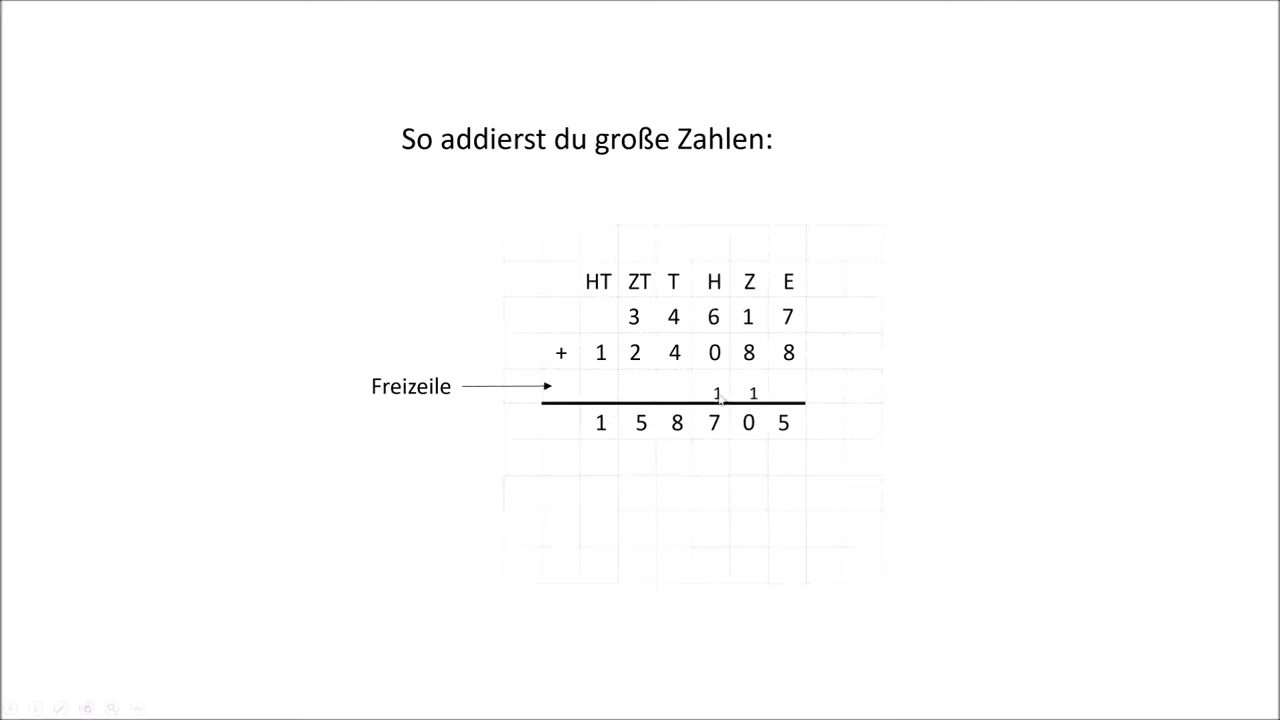 So addierst du große Zahlen:
HT ZT T H Z E
3 4 6 1 7
+ 1 2 4 0 8 8
Freizeile
1 1
1 5 8 7 0 5